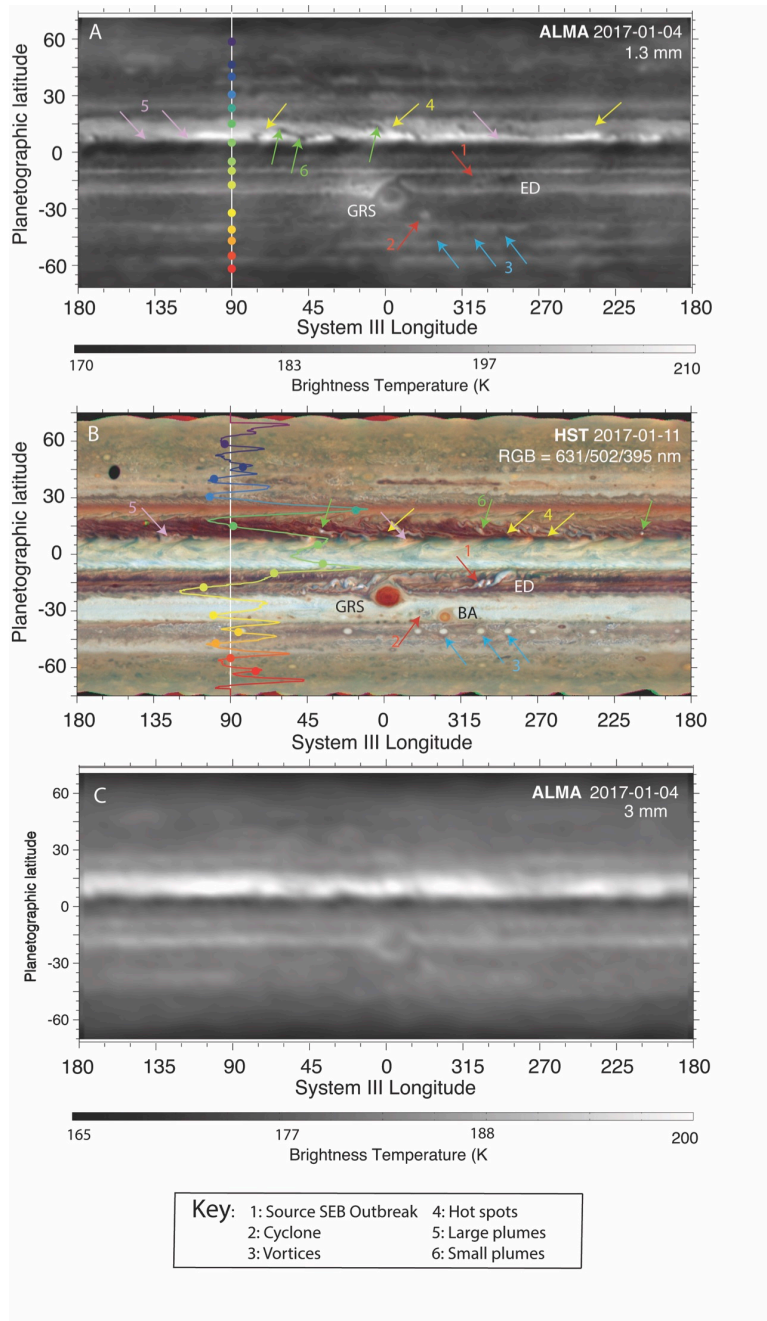 A
ALMA 2017-01-04
1.3 mm
Planetographic latitude
60
30
0
-30
-60
5
4
6
1
ED
GRS
2
3
180 135 90 45 0 315 270 225 180
System III Longitude
170 183 197 210
Brightness Temperature (K
B
HST 2017-01-11
RGB = 631/502/395 nm
Planetographic latitude
60
30
0
-30
-60
5
6
4
1
ED
GRS
BA
2
3
180 135 90 45 0 315 270 225 180
System III Longitude
C
ALMA 2017-01-04
3 mm
Planetographic latitude
60
30
0
-30
-60
180 135 90 45 0 315 270 225 180
System III Longitude
165 177 188 200
Brightness Temperature (K
Key: 1: Source SEB Outbreak 4: Hot spots
2: Cyclone 5: Large plumes
3: Vortices 6: Small plumes